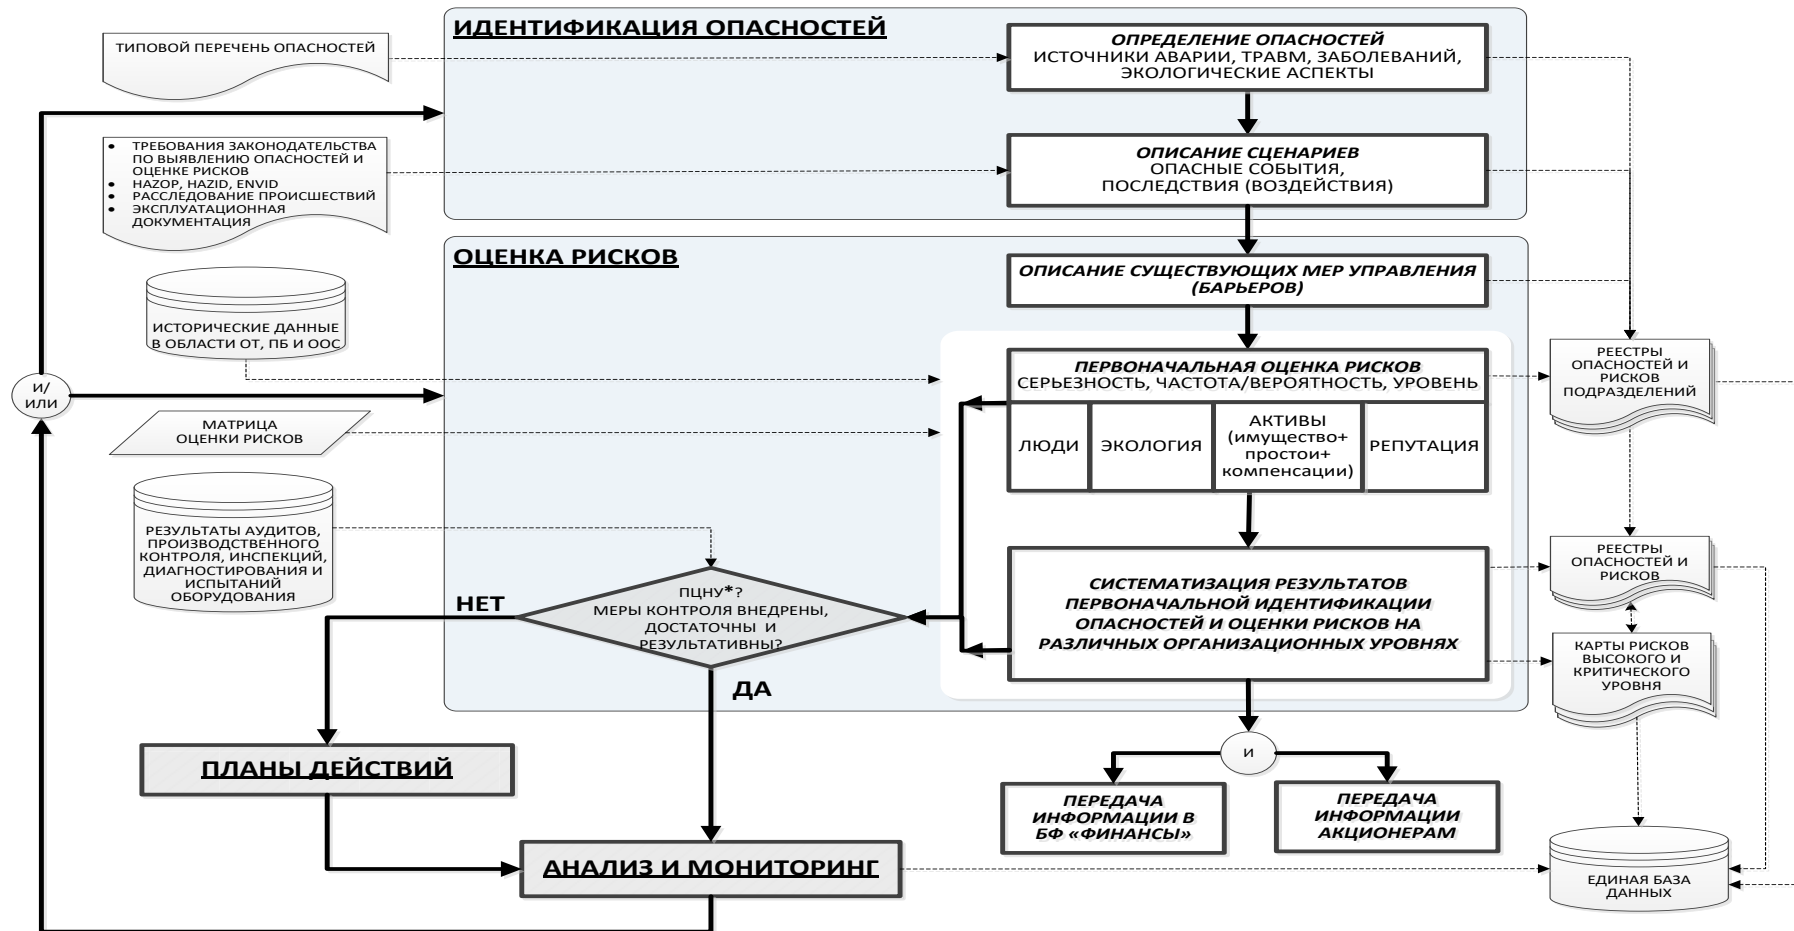 ИДЕНТИФИКАЦИЯ ОПАСНОСТЕЙ
ТИПОВОЙ ПЕРЕЧЕНЬ ОПАСНОСТЕЙ
ОПРЕДЕЛЕНИЕ ОПАСНОСТЕЙ
ИСТОЧНИКИ АВАРИИ, ТРАВМ, ЗАБОЛЕВАНИЙ,
ЭКОЛОГИЧЕСКИЕ АСПЕКТЫ
• ТРЕБОВАНИЯ ЗАКОНОДАТЕЛЬСТВА
ПО ВЫЯВЛЕНИЮ ОПАСНОСТЕЙ И
ОЦЕНКЕ РИСКОВ
• HAZOP, HAZID, ENVID
• РАССЛЕДОВАНИЕ ПРОИСШЕСТВИЙ
• ЭКСПЛУАТАЦИОННАЯ
ДОКУМЕНТАЦИЯ
ОПИСАНИЕ СЦЕНАРИЕВ
ОПАСНЫЕ СОБЫТИЯ,
ПОСЛЕДСТВИЯ (ВОЗДЕЙСТВИЯ)
ОЦЕНКА РИСКОВ
ОПИСАНИЕ СУЩЕСТВУЮЩИХ МЕР УПРАВЛЕНИЯ
(БАРЬЕРОВ)
ИСТОРИЧЕСКИЕ ДАННЫЕ
В ОБЛАСТИ ОТ, ПБ И ООС
ПЕРВОНАЧАЛЬНАЯ ОЦЕНКА РИСКОВ
СЕРЬЕЗНОСТЬ, ЧАСТОТА/ВЕРОЯТНОСТЬ, УРОВЕНЬ
РЕЕСТРЫ
ОПАСНОСТЕЙ И
РИСКОВ
ПОДРАЗДЕЛЕНИЙ
И/
ИЛИ
МАТРИЦА
ОЦЕНКИ РИСКОВ
ЛЮДИ
ЭКОЛОГИЯ
АКТИВЫ
(имущество+
простои+
компенсации)
РЕПУТАЦИЯ
РЕЗУЛЬТАТЫ АУДИТОВ,
ПРОИЗВОДСТВЕННОГО
КОНТРОЛЯ, ИНСПЕКЦИЙ,
ДИАГНОСТИРОВАНИЯ И
ИСПЫТАНИЙ
ОБОРУДОВАНИЯ
НЕТ
ПЦНУ*?
МЕРЫ КОНТРОЛЯ ВНЕДРЕНЫ,
ДОСТАТОЧНЫ И
РЕЗУЛЬТАТИВНЫ?
ДА
СИСТЕМАТИЗАЦИЯ РЕЗУЛЬТАТОВ
ПЕРВОНАЧАЛЬНОЙ ИДЕНТИФИКАЦИИ
ОПАСНОСТЕЙ И ОЦЕНКИ РИСКОВ НА
РАЗЛИЧНЫХ ОРГАНИЗАЦИОННЫХ УРОВНЯХ
РЕЕСТРЫ
ОПАСНОСТЕЙ И
РИСКОВ
КАРТЫ РИСКОВ
ВЫСОКОГО И
КРИТИЧЕСКОГО
УРОВНЯ
ПЛАНЫ ДЕЙСТВИЙ
И
ПЕРЕДАЧА
ИНФОРМАЦИИ В
БФ «ФИНАНСЫ»
ПЕРЕДАЧА
ИНФОРМАЦИИ
АКЦИОНЕРАМ
АНАЛИЗ И МОНИТОРИНГ
ЕДИНАЯ БАЗА
ДАННЫХ